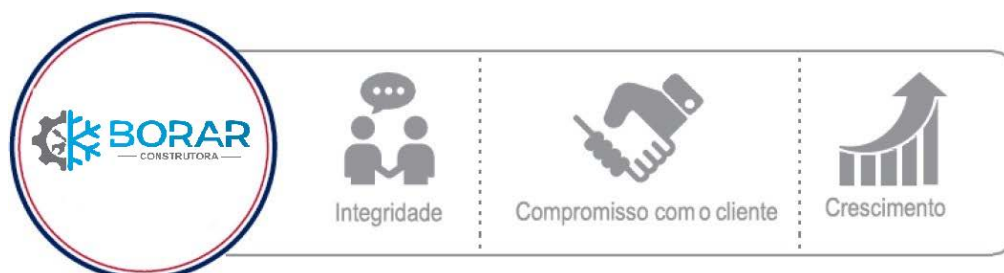 BORAR
CONSTRUTORA
Integridade
Compromisso com o cliente
Crescimento